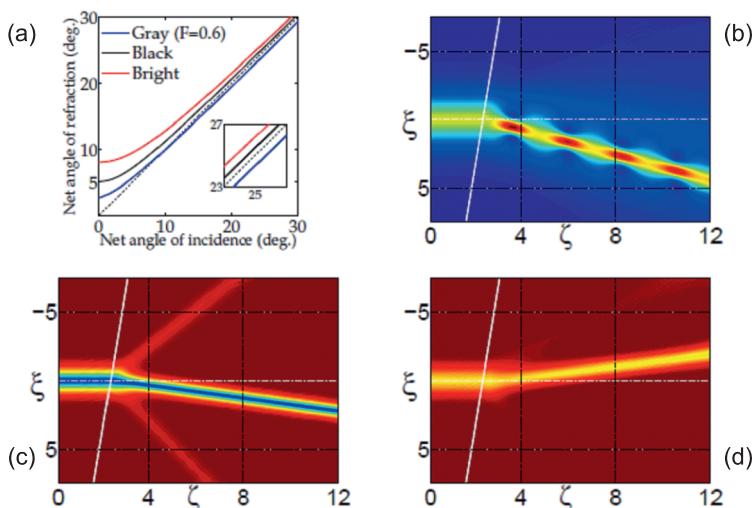 (a)
Net angle of refraction (deg.)
30
20
10
5
0
Gray (F=0.6)
Black
Bright
27
23
25
0
10
20
30
Net angle of incidence (deg.)
(b)
−5
ξ
5
0
4
ζ
8
12
(c)
−5
ξ
5
0
4
ζ
8
12
(d)
−5
ξ
5
0
4
ζ
8
12